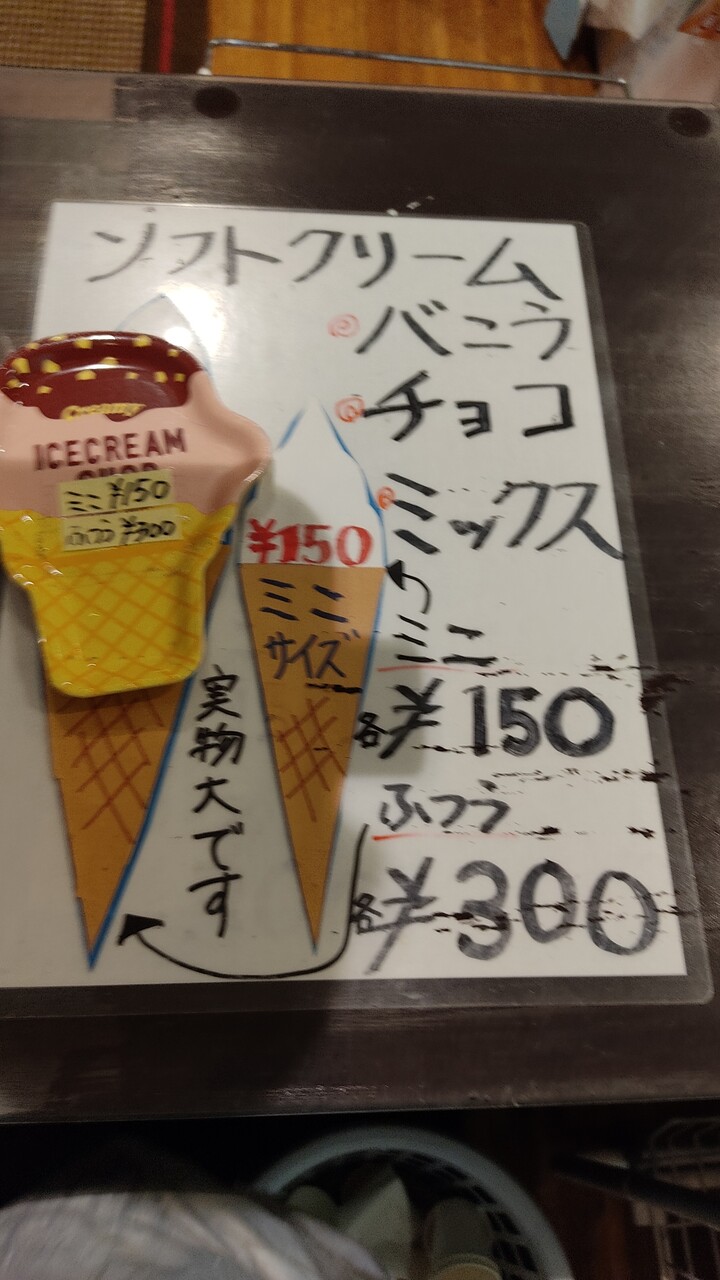 ソフトクリーム
バニラ
チョコ
ミックス
Creamy
ICECREAM
SHOP
ミニ ¥150
ふつう ¥300
¥150
ミニ
サイズ
実物大です
ミニ
各¥150
ふつう
各¥300